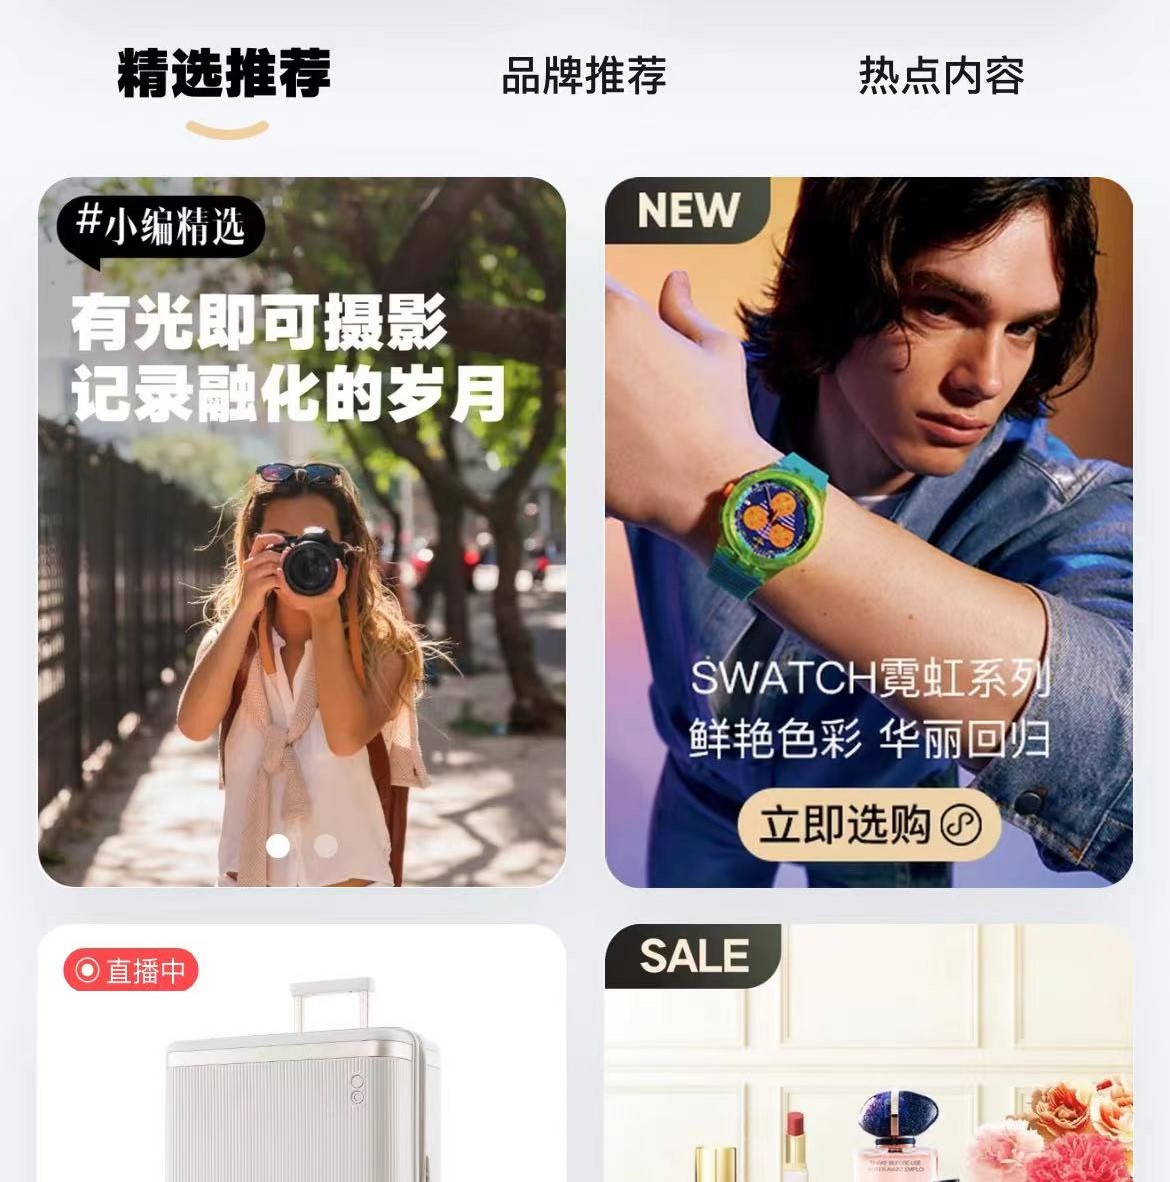 精选推荐
品牌推荐
热点内容
#小编精选
有光即可摄影
记录融化的岁月
NEW
SWATCH霓虹系列
鲜艳色彩 华丽回归
立即选购
直播中
SALE